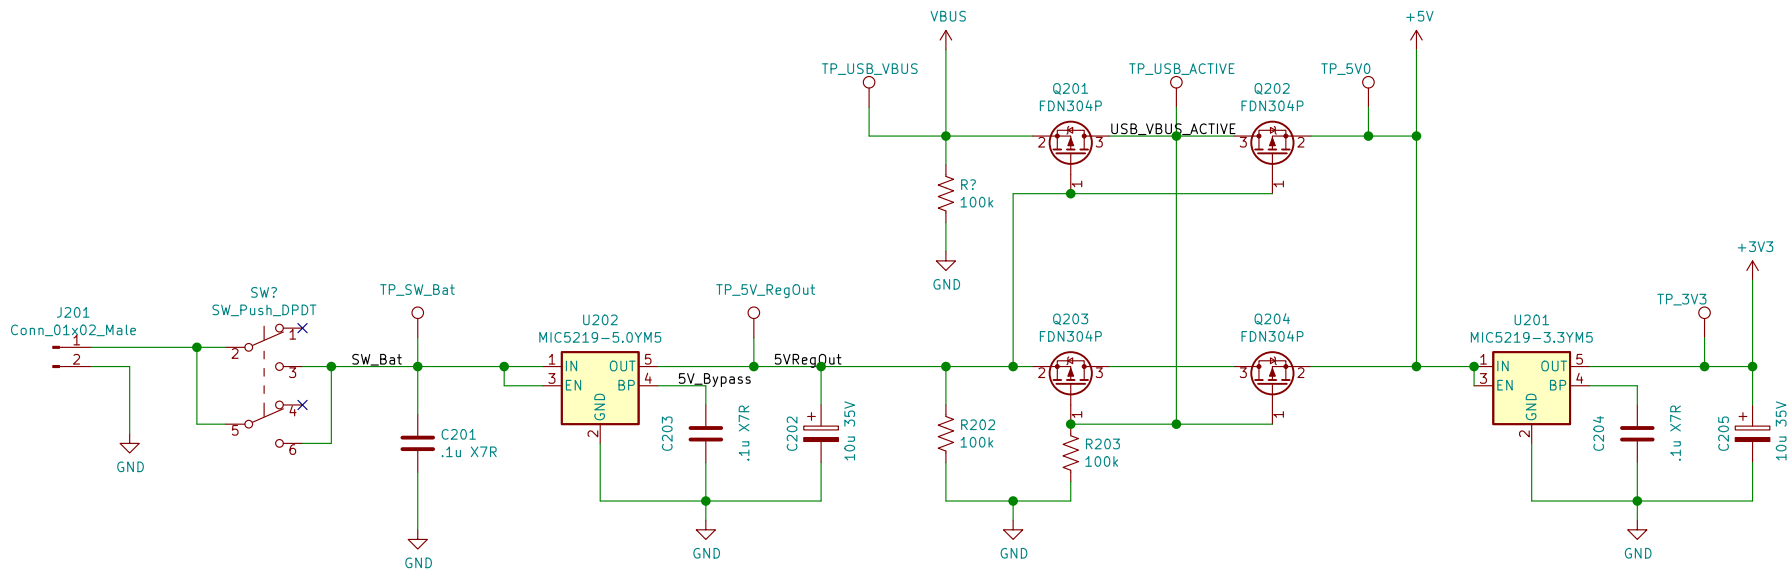 VBUS
+5V
TP_USB_VBUS
TP_USB_ACTIVE
TP_5V0
Q201
FDN304P
Q202
FDN304P
USB_VBUS_ACTIVE
2
3
1
3
2
1
R?
100k
GND
+3V3
J201
Conn_01x02_Male
1
2
GND
SW?
SW_Push_DPDT
1
2
3
4
5
6
TP_SW_Bat
SW_Bat
C201
.1u X7R
GND
U202
MIC5219-5.0YM5
1
IN
3
EN
OUT
5
BP
4
GND
2
TP_5V_RegOut
5VRegOut
5V_Bypass
C203
.1u X7R
C202
10u 35V
+
GND
R202
100k
R203
100k
GND
Q203
FDN304P
2
3
1
Q204
FDN304P
3
2
1
U201
MIC5219-3.3YM5
1
IN
3
EN
OUT
5
BP
4
GND
2
TP_3V3
C204
.1u X7R
C205
10u 35V
+
GND